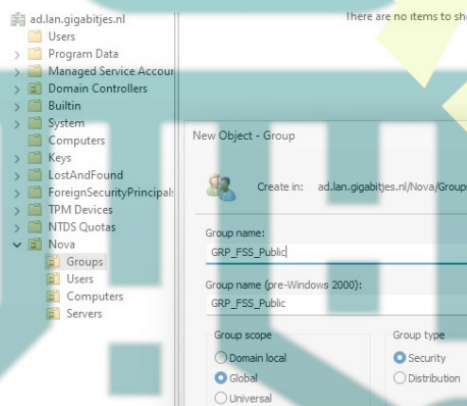 ad.lan.gigabitjes.nl
Users
Program Data
Managed Service Accoun
Domain Controllers
Builtin
System
Computers
Keys
LostAndFound
ForeignSecurityPrincipals
TPM Devices
NTDS Quotas
Nova
Groups
Users
Computers
Servers
There are no items to sh
New Object - Group
Create in: ad.lan.gigabitjes.nl/Nova/Groups
Group name:
GRP_FSS_Public
Group name (pre-Windows 2000):
GRP_FSS_Public
Group scope
Domain local
Global
Universal
Group type
Security
Distribution